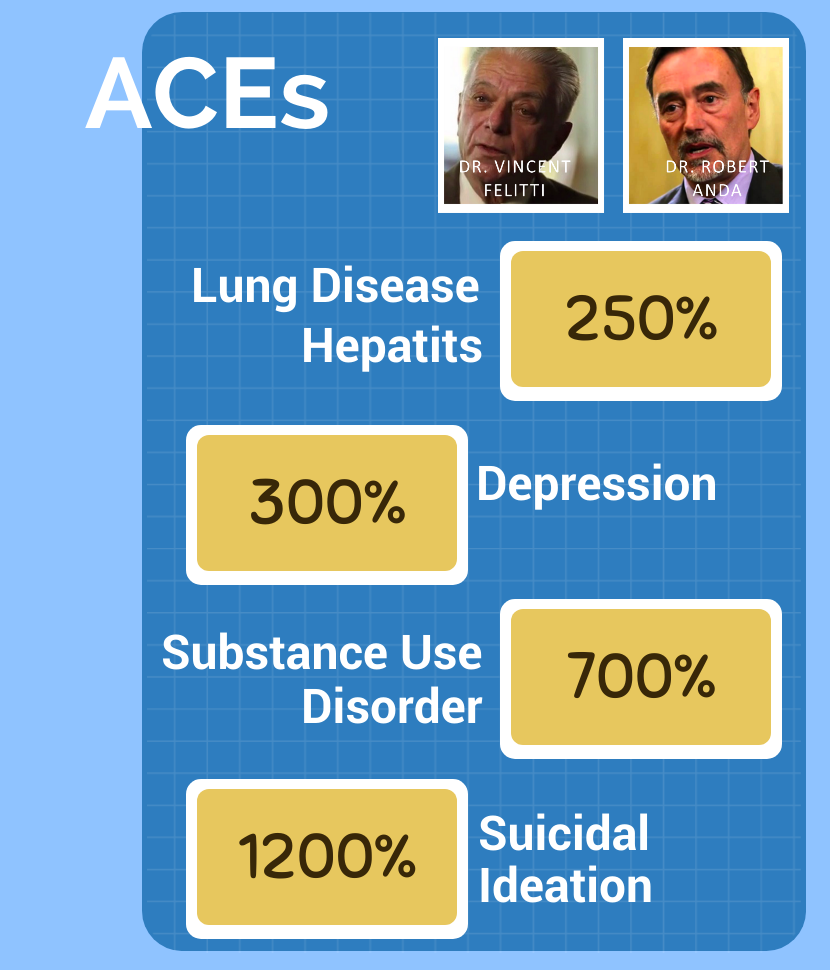 ACEs
DR. VINCENT
FELITTI
DR. ROBERT
ANDA
Lung Disease
Hepatits
250%
300%
Depression
Substance Use
Disorder
700%
1200%
Suicidal
Ideation